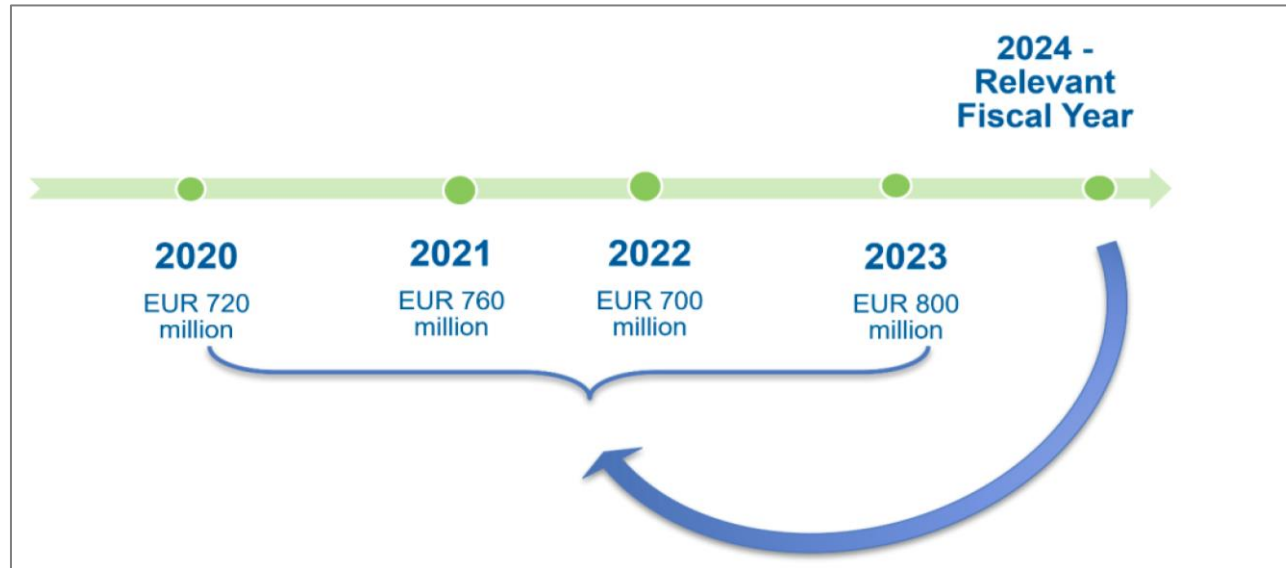 2024 -
Relevant
Fiscal Year
2020
EUR 720
million
2021
EUR 760
million
2022
EUR 700
million
2023
EUR 800
million